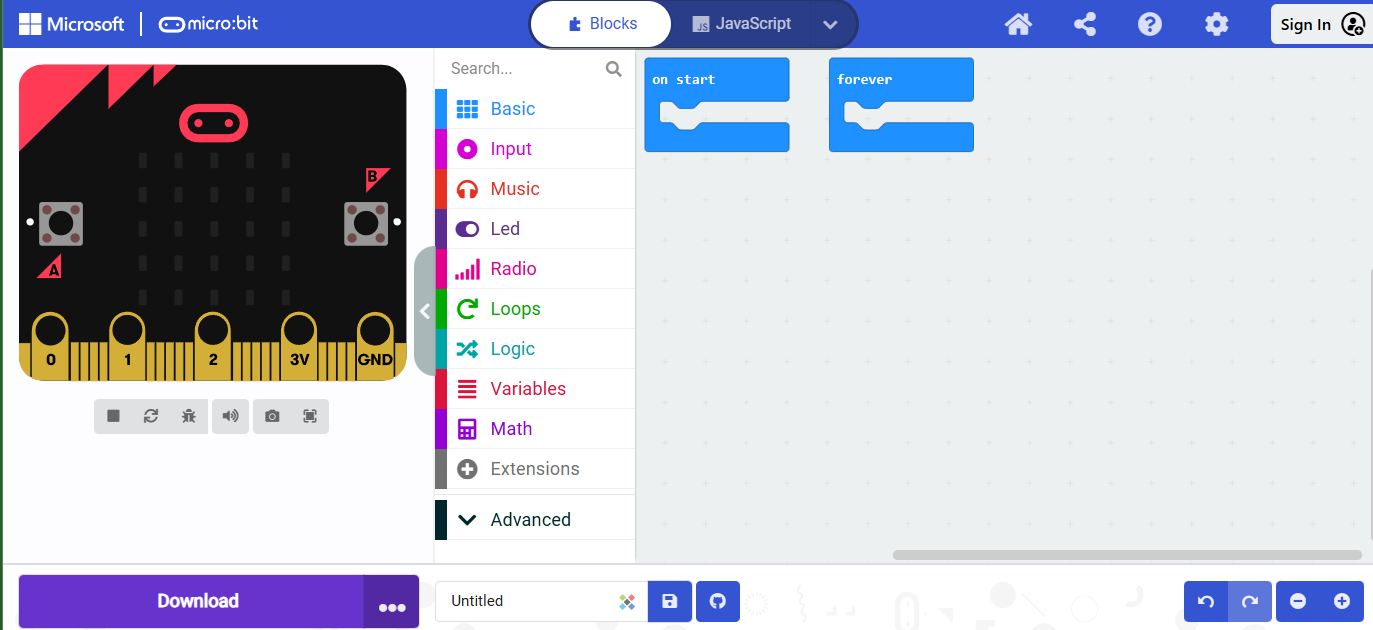 Microsoft
micro:bit
Blocks
JS JavaScript
Sign In
Search...
Basic
Input
Music
Led
Radio
Loops
Logic
Variables
Math
Extensions
Advanced
B
A
0 1 2 3V GND
on start
forever
Download
Untitled